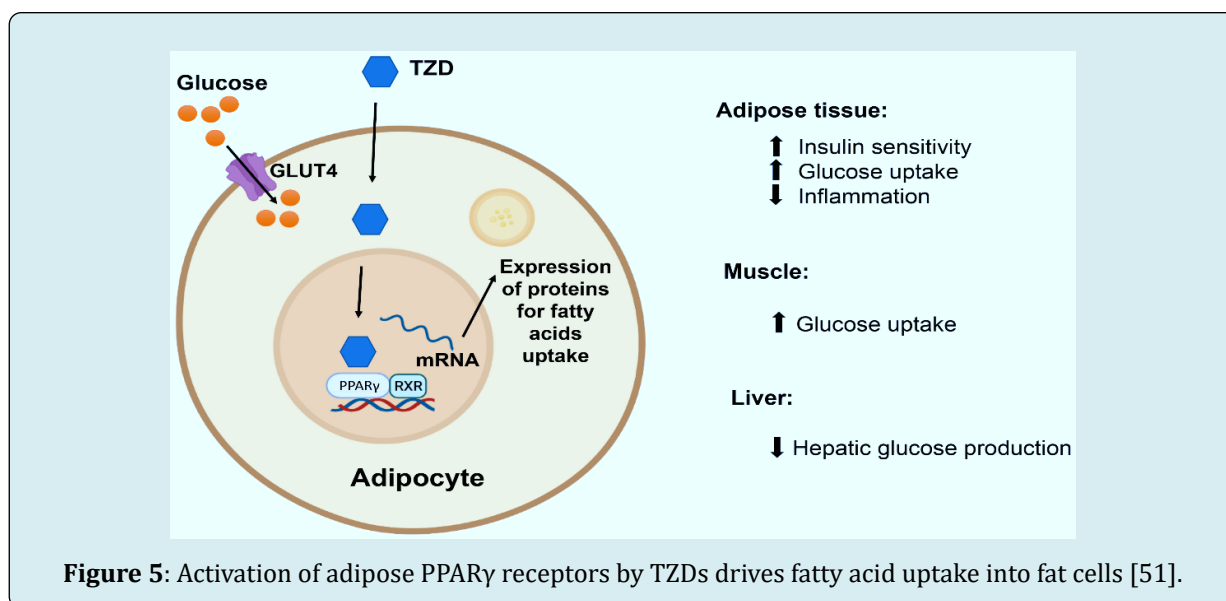 Glucose
TZD
GLUT4
Expression
of proteins
for fatty
acids
uptake
mRNA
PPARγ
RXR
Adipocyte
Adipose tissue:
⬆ Insulin sensitivity
⬆ Glucose uptake
⬇ Inflammation
Muscle:
⬆ Glucose uptake
Liver:
⬇ Hepatic glucose production
Figure 5: Activation of adipose PPARγ receptors by TZDs drives fatty acid uptake into fat cells [51].